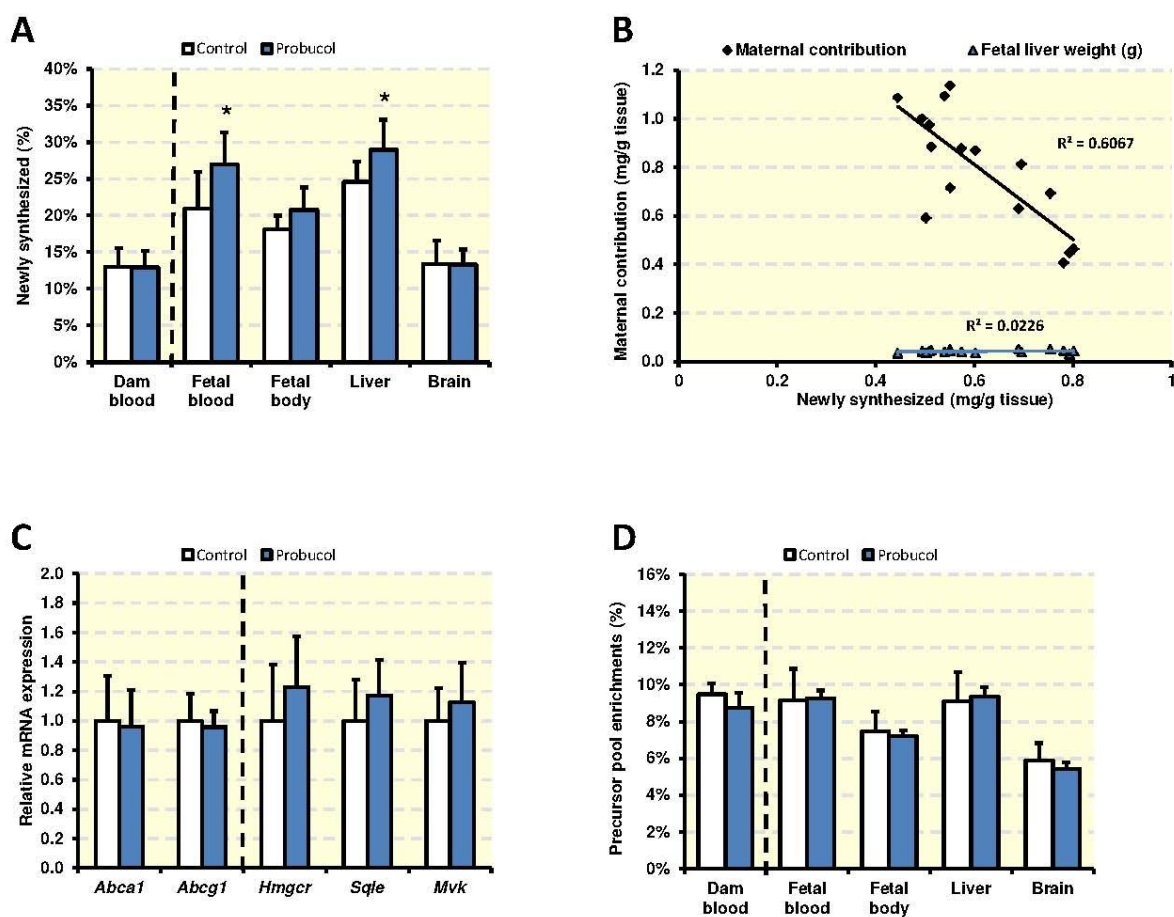 A
Control Probucol
40%
35%
30%
25%
20%
15%
10%
5%
0%
Newly synthesized (%)
*
*
Dam blood
Fetal blood
Fetal body
Liver
Brain
B
Maternal contribution Fetal liver weight (g)
1.2
1.0
0.8
0.6
0.4
0.2
0.0
Maternal contribution (mg/g tissue)
R² = 0.6067
R² = 0.0226
0 0.2 0.4 0.6 0.8 1
Newly synthesized (mg/g tissue)
C
Control Probucol
2.0
1.8
1.6
1.4
1.2
1.0
0.8
0.6
0.4
0.2
0.0
Relative mRNA expression
Abca1 Abcg1 Hmgcr Sqle Mvk
D
Control Probucol
16%
14%
12%
10%
8%
6%
4%
2%
0%
Precursor pool enrichments (%)
Dam blood
Fetal blood
Fetal body
Liver
Brain